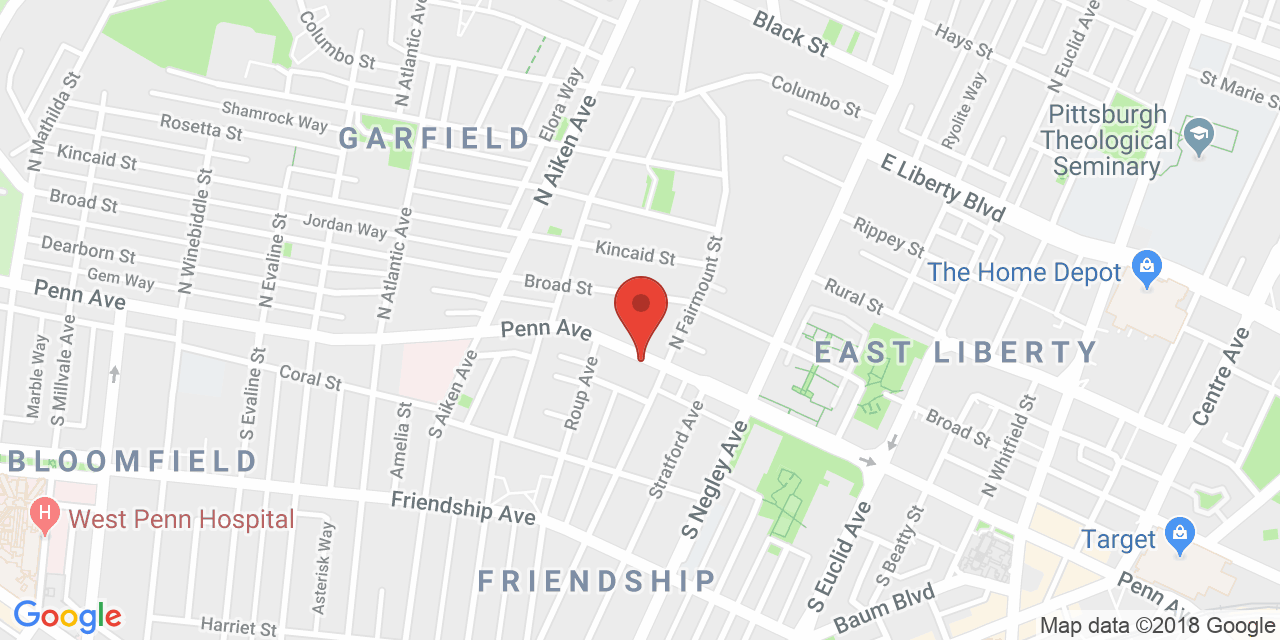 Black St
Hays St
N Euclid Ave
Columbo St
N Atlantic Ave
Elora Way
N Aiken Ave
Columbo St
Ryolite Way
St Marie S
Pittsburgh
Theological
Seminary
N Mathilda St
Shamrock Way
Rosetta St
GARFIELD
Kincaid St
E Liberty Blvd
Broad St
N Winebiddle St
Jordan Way
N Evaline St
N Atlantic Ave
Dearborn St
Gem Way
Kincaid St
N Fairmount St
Rippey St
The Home Depot
Penn Ave
Broad St
Rural St
Penn Ave
EAST LIBERTY
Centre Ave
Marble Way
S Millvale Ave
S Evaline St
Coral St
S Aiken Ave
Roup Ave
Amelia St
Stratford Ave
S Negley Ave
Broad St
N Whitfield St
BLOOMFIELD
Friendship Ave
H
West Penn Hospital
Asterisk Way
S Euclid Ave
S Beatty St
Target
FRIENDSHIP
Baum Blvd
Penn Av
Harriet St
Google
Map data ©2018 Google